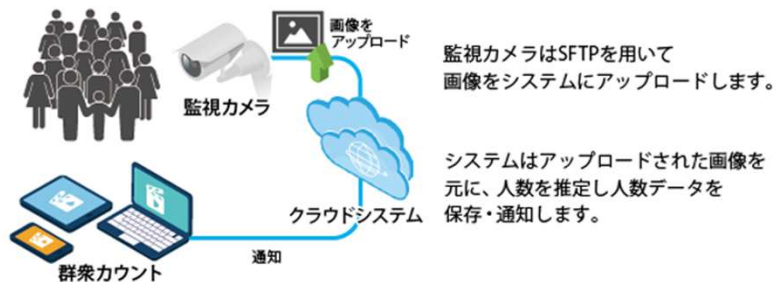 画像を
アップロード
監視カメラ
クラウドシステム
通知
群衆カウント
監視カメラはSFTPを用いて
画像をシステムにアップロードします。
システムはアップロードされた画像を
元に、人数を推定し人数データを
保存・通知します。